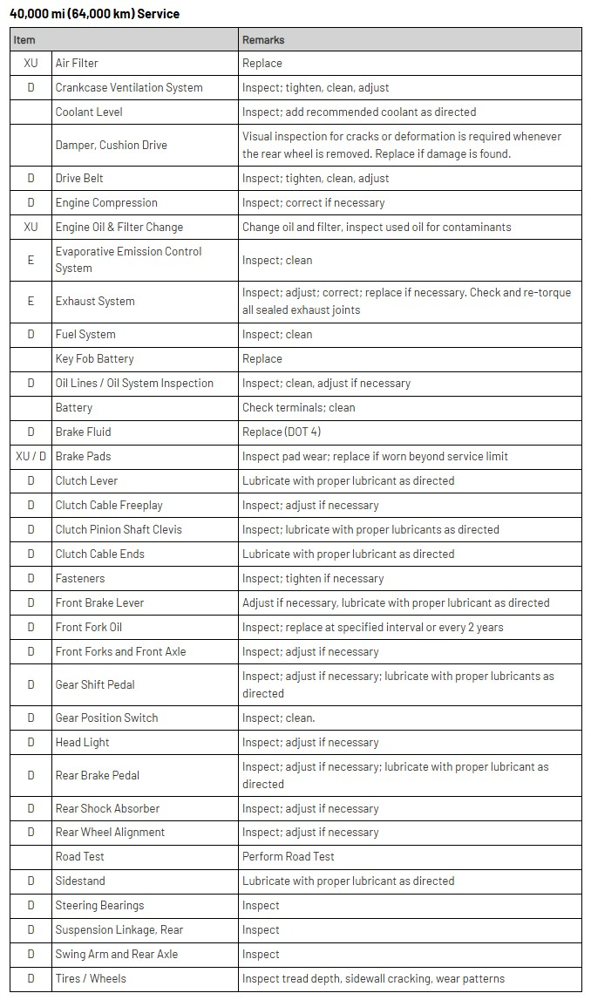 40,000 mi (64,000 km) Service
Item Remarks
XU Air Filter Replace
D Crankcase Ventilation System Inspect; tighten, clean, adjust
Coolant Level Inspect; add recommended coolant as directed
Damper, Cushion Drive Visual inspection for cracks or deformation is required whenever
the rear wheel is removed. Replace if damage is found.
D Drive Belt Inspect; tighten, clean, adjust
D Engine Compression Inspect; correct if necessary
XU Engine Oil & Filter Change Change oil and filter, inspect used oil for contaminants
E Evaporative Emission Control
System Inspect; clean
E Exhaust System Inspect; adjust; correct; replace if necessary. Check and re-torque
all sealed exhaust joints
D Fuel System Inspect; clean
Key Fob Battery Replace
D Oil Lines / Oil System Inspection Inspect; clean, adjust if necessary
Battery Check terminals; clean
D Brake Fluid Replace (DOT 4)
XU / D Brake Pads Inspect pad wear; replace if worn beyond service limit
D Clutch Lever Lubricate with proper lubricant as directed
D Clutch Cable Freeplay Inspect; adjust if necessary
D Clutch Pinion Shaft Clevis Inspect; lubricate with proper lubricants as directed
D Clutch Cable Ends Lubricate with proper lubricant as directed
D Fasteners Inspect; tighten if necessary
D Front Brake Lever Adjust if necessary, lubricate with proper lubricant as directed
D Front Fork Oil Inspect; replace at specified interval or every 2 years
D Front Forks and Front Axle Inspect; adjust if necessary
D Gear Shift Pedal Inspect; adjust if necessary; lubricate with proper lubricants as
directed
D Gear Position Switch Inspect; clean.
D Head Light Inspect; adjust if necessary
D Rear Brake Pedal Inspect; adjust if necessary; lubricate with proper lubricant as
directed
D Rear Shock Absorber Inspect; adjust if necessary
D Rear Wheel Alignment Inspect; adjust if necessary
Road Test Perform Road Test
D Sidestand Lubricate with proper lubricant as directed
D Steering Bearings Inspect
D Suspension Linkage, Rear Inspect
D Swing Arm and Rear Axle Inspect
D Tires / Wheels Inspect tread depth, sidewall cracking, wear patterns